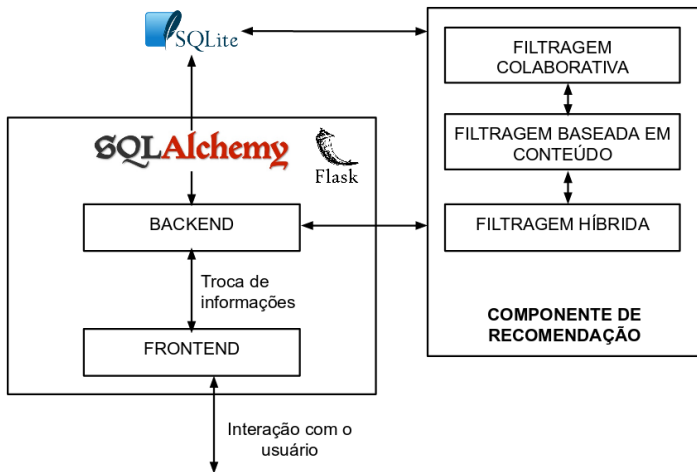 SQLite
FILTRAGEM
COLABORATIVA
FILTRAGEM BASEADA EM
CONTEÚDO
FILTRAGEM HÍBRIDA
COMPONENTE DE
RECOMENDAÇÃO
SQLAlchemy
Flask
BACKEND
Troca de
informações
FRONTEND
Interação com o
usuário